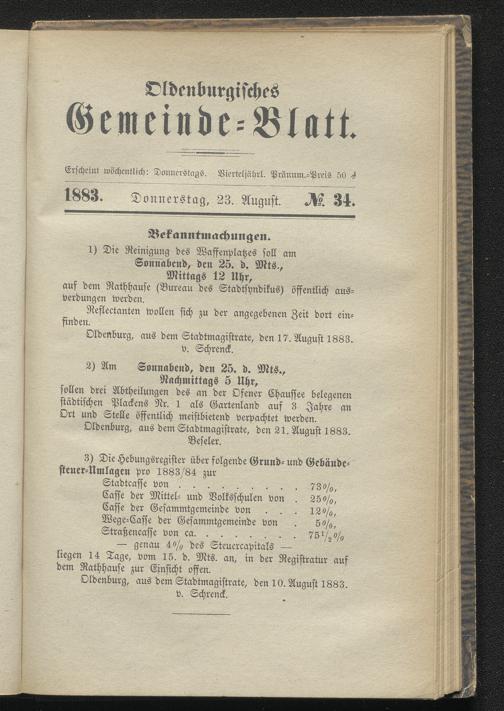 Oldenburgisches
Gemeinde-Blatt.
Erscheint wöchentlich: Donnerstags. Vierteljährl. Pränum.-Preis 50 ₰
1883. Donnerstag, 23. August. № 34.
Bekanntmachungen.
1) Die Reinigung des Waffenplatzes soll am
Sonnabend, den 25. d. Mts.,
Mittags 12 Uhr,
auf dem Rathhause (Bureau des Stadtsyndikus) öffentlich aus-
verdungen werden.
Reflectanten wollen sich zu der angegebenen Zeit dort ein-
finden.
Oldenburg, aus dem Stadtmagistrate, den 17. August 1883.
v. Schrenck.
2) Am Sonnabend, den 25. d. Mts.,
Nachmittags 5 Uhr,
sollen drei Abtheilungen des an der Ofener Chaussee belegenen
städtischen Plackens Nr. 1 als Gartenland auf 3 Jahre an
Ort und Stelle öffentlich meistbietend verpachtet werden.
Oldenburg, aus dem Stadtmagistrate, den 21. August 1883.
Beseler.
3) Die Hebungsregister über folgende Grund- und Gebäude-
steuer-Umlagen pro 1883/84 zur
Stadtcasse von . . . . . . . . . 73%,
Casse der Mittel- und Volksschulen von . 25%,
Casse der Gesammtgemeinde von . . . 12%,
Wege-Casse der Gesammtgemeinde von . 5%,
Straßencasse von ca. . . . . . . . 75½%
— genau 4% des Steuercapitals —
liegen 14 Tage, vom 15. d. Mts. an, in der Registratur auf
dem Rathhause zur Einsicht offen.
Oldenburg, aus dem Stadtmagistrate, den 10. August 1883.
v. Schrenck.